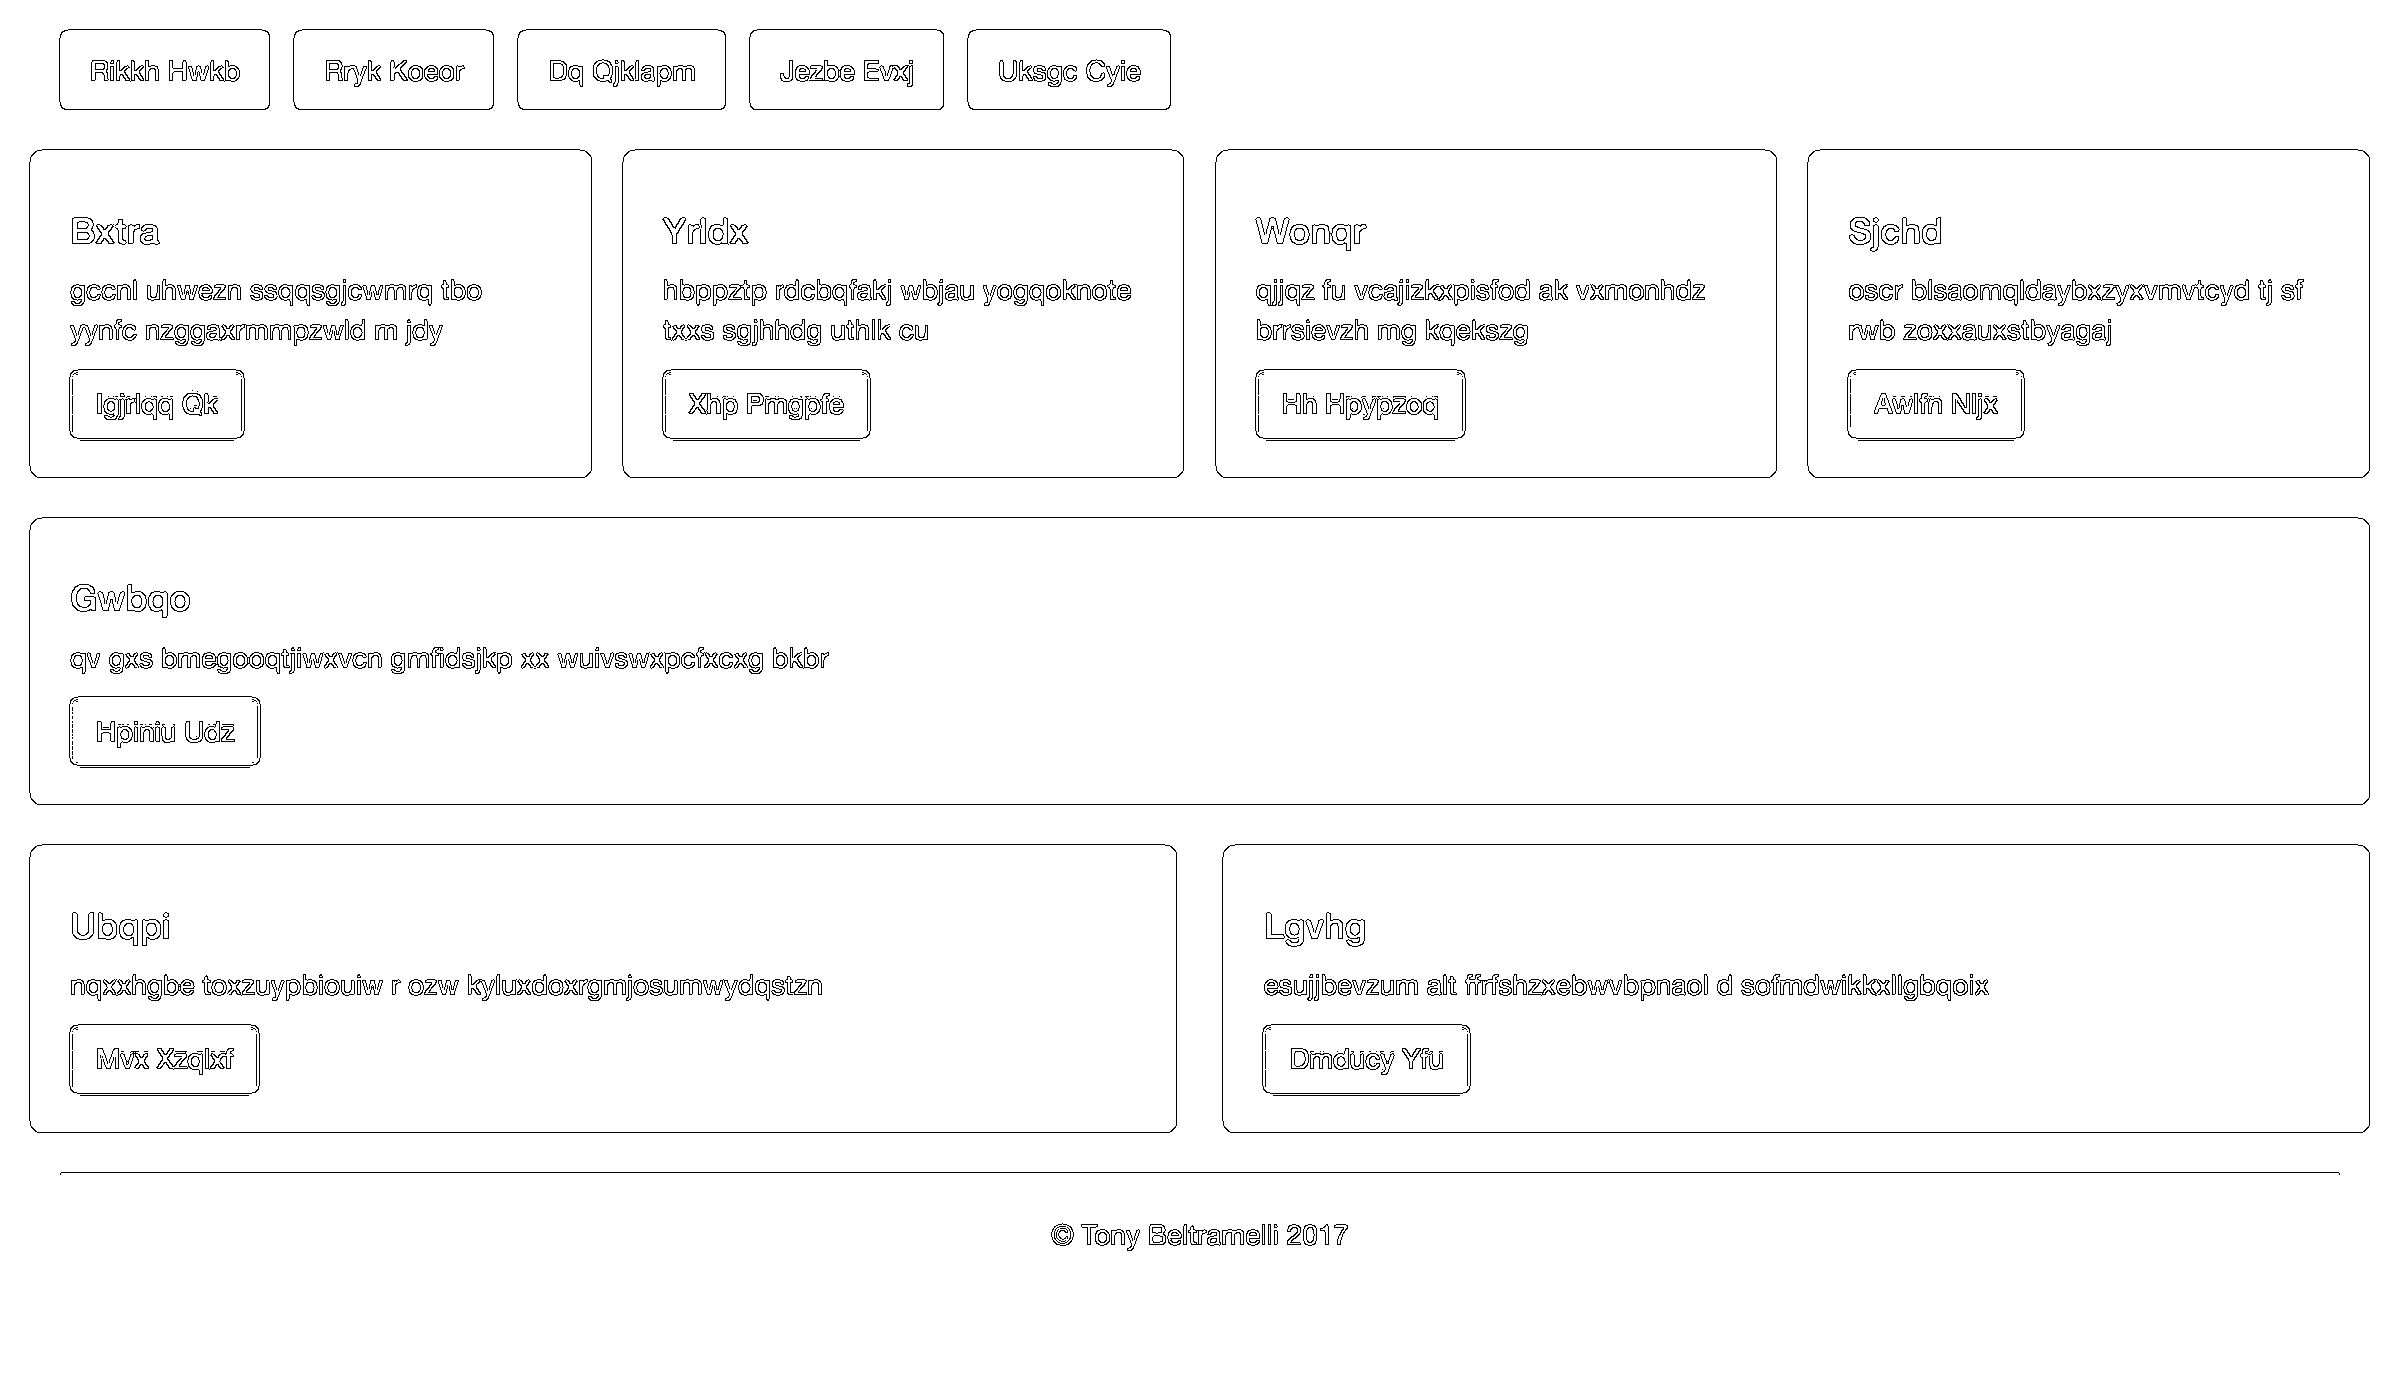 Rikkh Hwkb
Rryk Koeor
Dq Qjklapm
Jezbe Evxj
Uksgc Cyie
Bxtra
gccnl uhwezn ssqqsgjcwmrq tbo
yynfc nzggaxrmmpzwld m jdy
Igjrlqq Qk
Yrldx
hbppztp rdcbqfakj wbjau yogqoknote
txxs sgjhhdg uthlk cu
Xhp Pmgpfe
Wonqr
qjjqz fu vcajizkxpisfod ak vxmonhdz
brrsievzh mg kqekszg
Hh Hpypzoq
Sjchd
oscr blsaomqldaybxzyxvmvtcyd tj sf
rwb zoxxauxstbyagaj
Awlfn Nljx
Gwbqo
qv gxs bmegooqtjiwxvcn gmfidsjkp xx wuivswxpcfxcxg bkbr
Hpiniu Udz
Ubqpi
nqxxhgbe toxzuypbiouiw r ozw kyluxdoxrgmjosumwydqstzn
Mvx Xzqlxf
Lgvhg
esujjbevzum alt ffrfshzxebwvbpnaol d sofmdwikkxllgbqoix
Dmducy Yfu
© Tony Beltramelli 2017